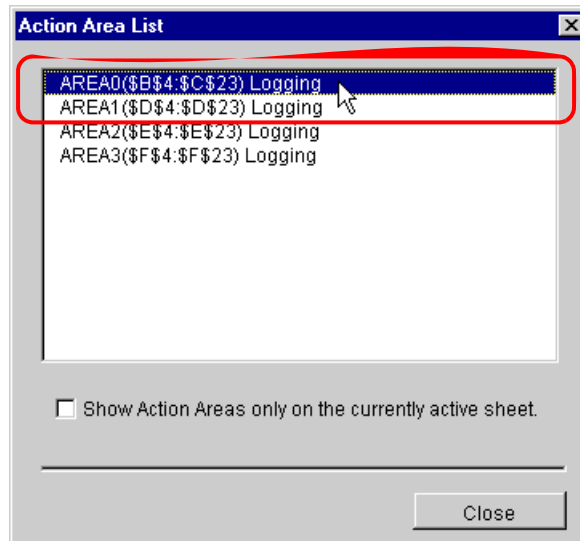 Action Area List
AREA0($B$4:$C$23) Logging
AREA1($D$4:$D$23) Logging
AREA2($E$4:$E$23) Logging
AREA3($F$4:$F$23) Logging
Show Action Areas only on the currently active sheet.
Close